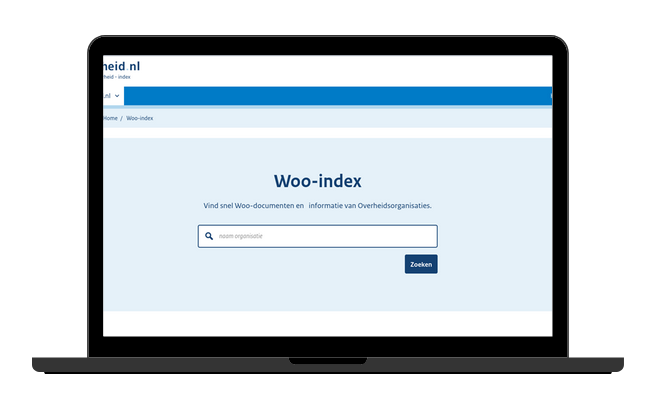 heid.nl
heid - index
.nl
Home / Woo-index
Woo-index
Vind snel Woo-documenten en informatie van Overheidsorganisaties.
naam organisatie
Zoeken